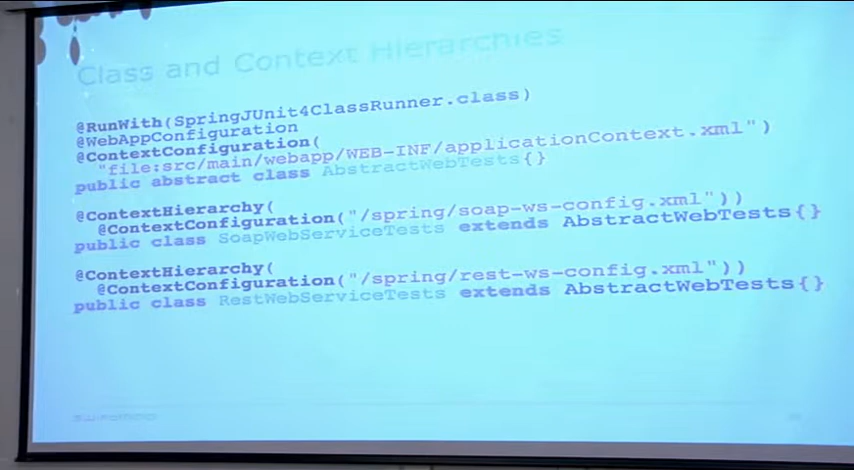 Class and Context Hierarchies
@RunWith(SpringJUnit4ClassRunner.class)
@WebAppConfiguration
@ContextConfiguration(
"file:src/main/webapp/WEB-INF/applicationContext.xml")
public abstract class AbstractWebTests{}
@ContextHierarchy(
@ContextConfiguration("/spring/soap-ws-config.xml"))
public class SoapWebServiceTests extends AbstractWebTests{}
@ContextHierarchy(
@ContextConfiguration("/spring/rest-ws-config.xml"))
public class RestWebServiceTests extends AbstractWebTests{}